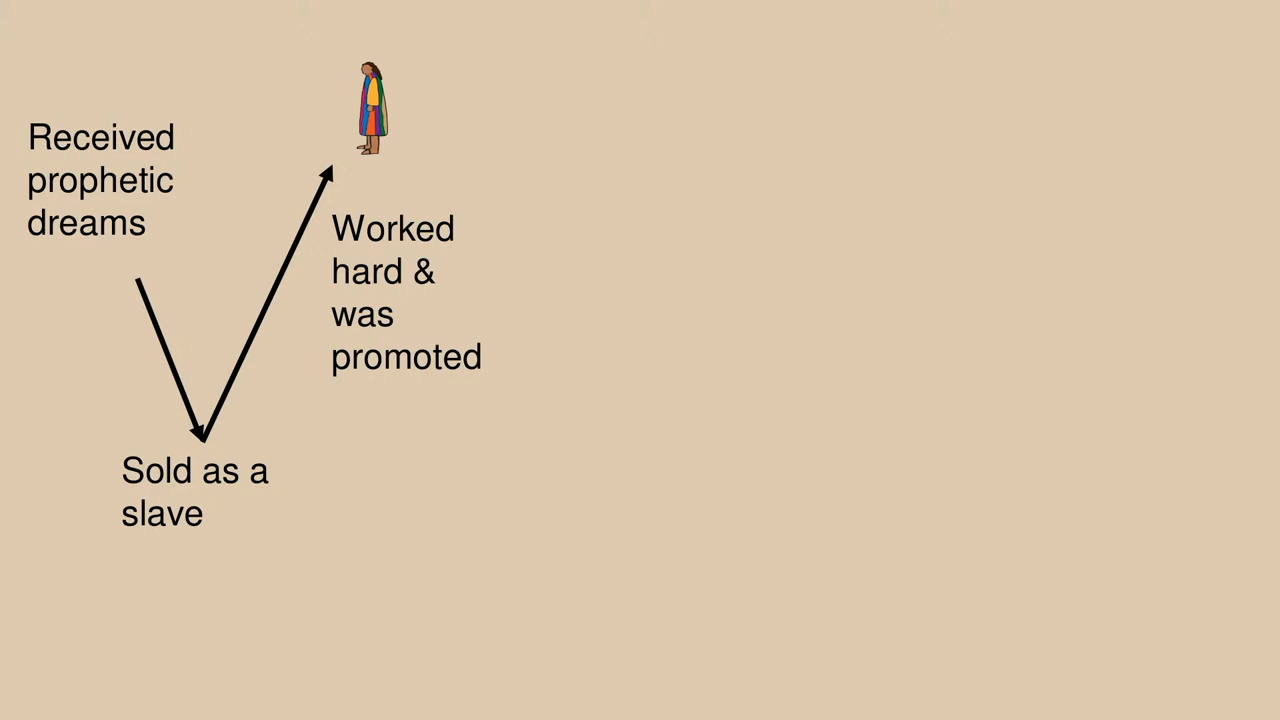 Received
prophetic
dreams
Worked
hard &
was
promoted
Sold as a
slave